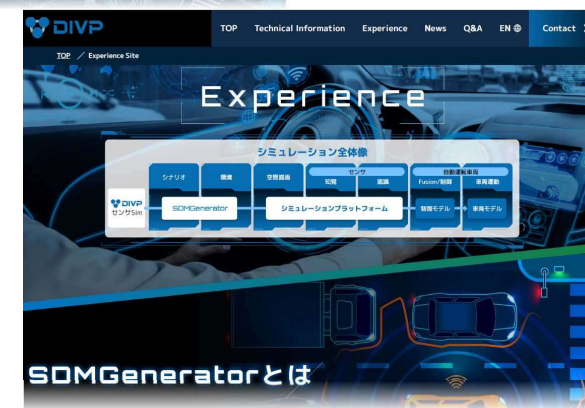 DIVP
TOP Technical Information Experience News Q&A EN Contact
TOP / Experience Site
Experience
シミュレーション全体像
シナリオ 環境 空間描画 センサ 自動運転車両
知覚 認識 Fusion/制御 車両運動
DIVP
センサSim
SDMGenerator シミュレーションプラットフォーム 制御モデル 車両モデル
SDMGeneratorとは